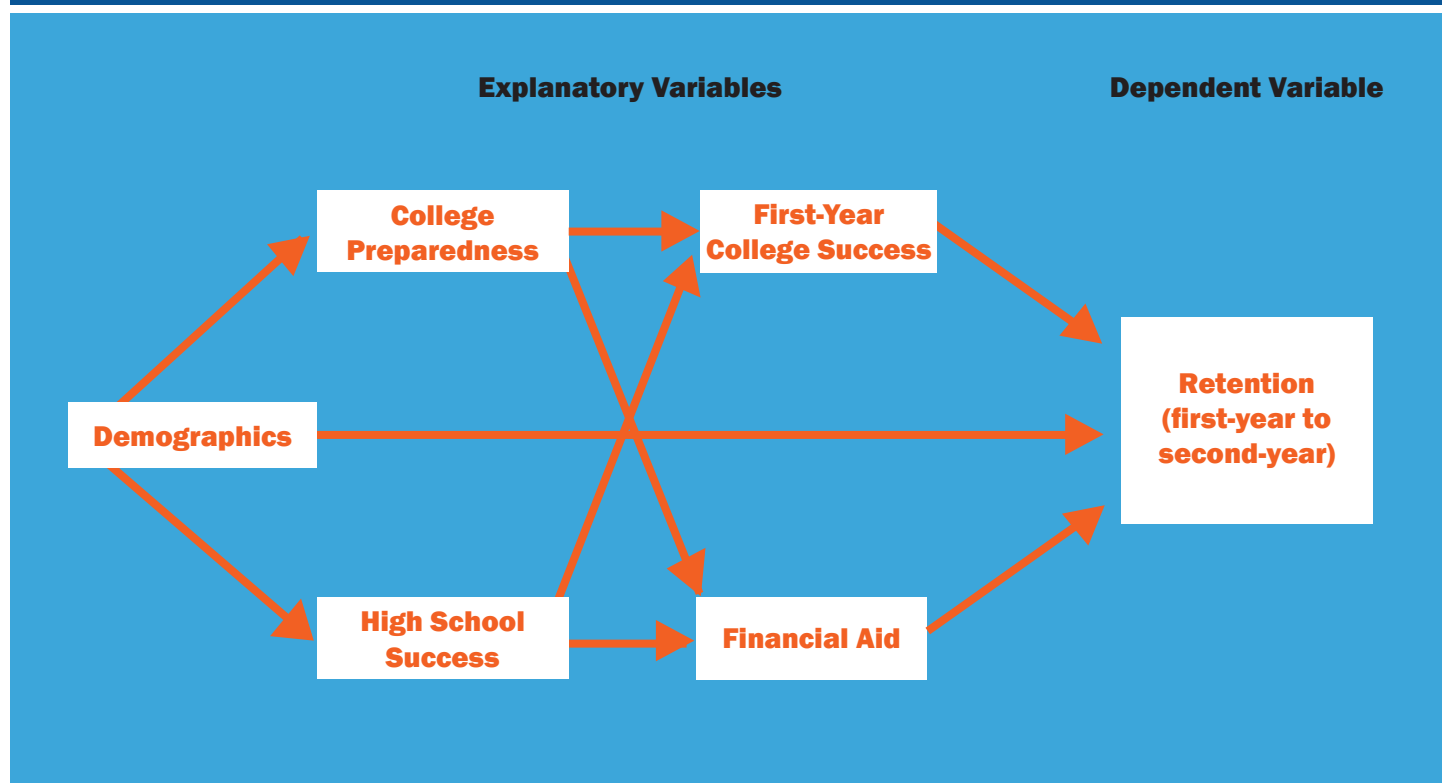 Explanatory Variables
Dependent Variable
College
Preparedness
First-Year
College Success
Demographics
Retention
(first-year to
second-year)
High School
Success
Financial Aid